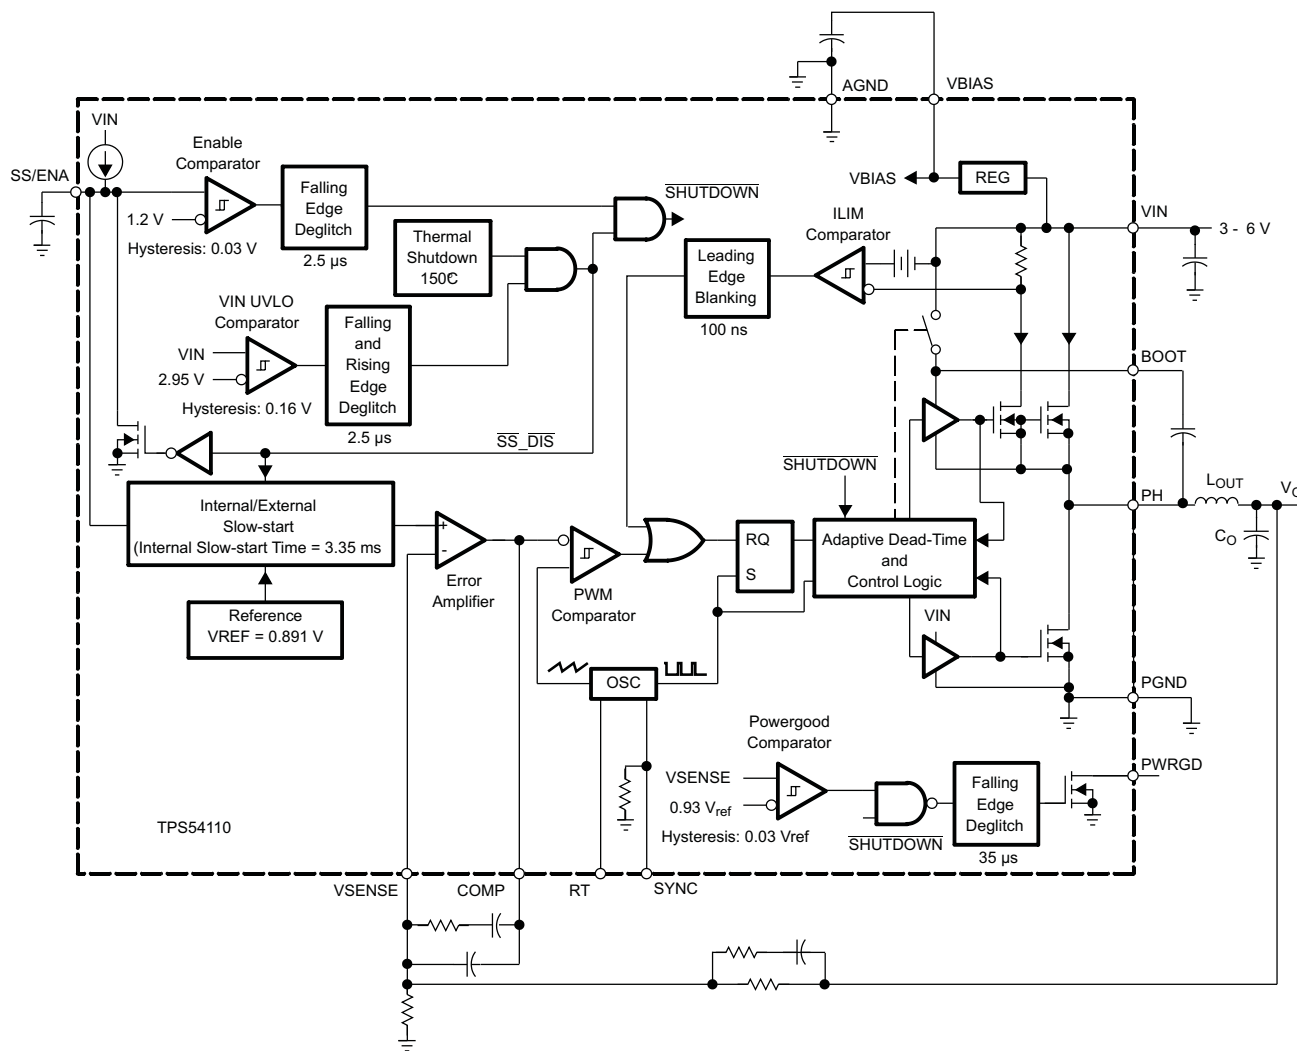 AGND
VBIAS
VIN
SS/ENA
Enable
Comparator
1.2 V
Hysteresis: 0.03 V
Falling
Edge
Deglitch
2.5 µs
SHUTDOWN
VBIAS
REG
VIN
3 - 6 V
ILIM
Comparator
Thermal
Shutdown
150°C
Leading
Edge
Blanking
100 ns
VIN UVLO
Comparator
VIN
2.95 V
Hysteresis: 0.16 V
Falling
and
Rising
Edge
Deglitch
2.5 µs
BOOT
SS_DIS
SHUTDOWN
PH
LOUT
VO
CO
Internal/External
Slow-start
(Internal Slow-start Time = 3.35 ms
+
-
Error
Amplifier
PWM
Comparator
RQ
S
Adaptive Dead-Time
and
Control Logic
Reference
VREF = 0.891 V
VIN
OSC
PGND
Powergood
Comparator
VSENSE
0.93 Vref
Hysteresis: 0.03 Vref
SHUTDOWN
Falling
Edge
Deglitch
35 µs
PWRGD
TPS54110
VSENSE
COMP
RT
SYNC